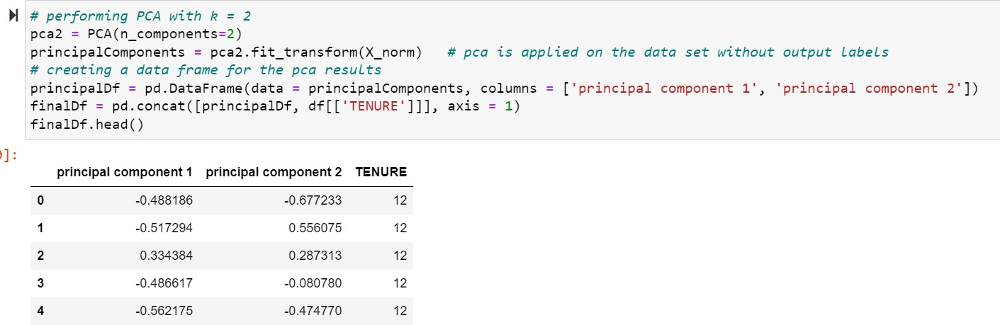 # performing PCA with k = 2
pca2 = PCA(n_components=2)
principalComponents = pca2.fit_transform(X_norm)   # pca is applied on the data set without output labels
# creating a data frame for the pca results
principalDf = pd.DataFrame(data = principalComponents, columns = ['principal component 1', 'principal component 2'])
finalDf = pd.concat([principalDf, df[['TENURE']]], axis = 1)
finalDf.head()
]:
principal component 1 principal component 2 TENURE
0 -0.488186 -0.677233 12
1 -0.517294 0.556075 12
2 0.334384 0.287313 12
3 -0.486617 -0.080780 12
4 -0.562175 -0.474770 12